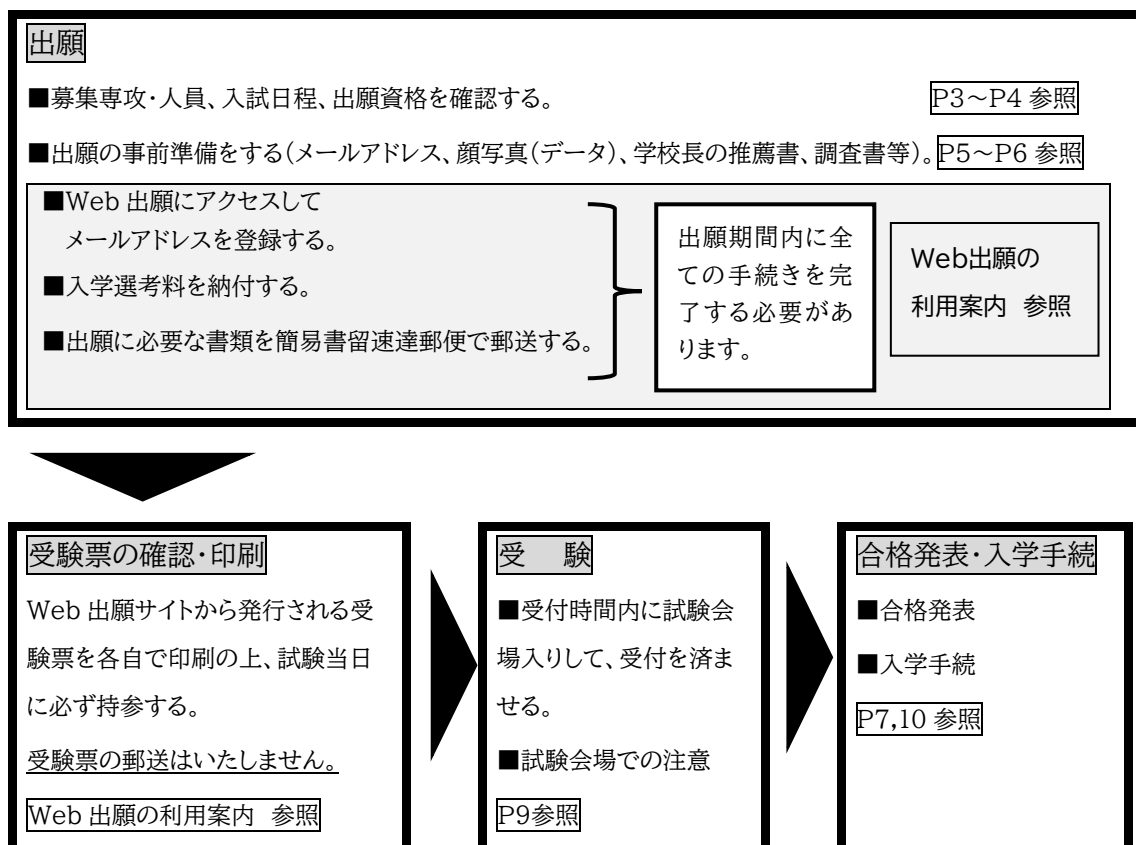 出願
■募集専攻・人員、入試日程、出願資格を確認する。 P3～P4 参照
■出願の事前準備をする(メールアドレス、顔写真(データ)、学校長の推薦書、調査書等)。P5～P6 参照
■Web 出願にアクセスして
メールアドレスを登録する。
■入学選考料を納付する。
■出願に必要な書類を簡易書留速達郵便で郵送する。
出願期間内に全
ての手続きを完
了する必要があ
ります。
Web出願の
利用案内 参照
受験票の確認・印刷
Web 出願サイトから発行される受
験票を各自で印刷の上、試験当日
に必ず持参する。
受験票の郵送はいたしません。
Web 出願の利用案内 参照
受 験
■受付時間内に試験会
場入りして、受付を済ま
せる。
■試験会場での注意
P9参照
合格発表・入学手続
■合格発表
■入学手続
P7,10 参照